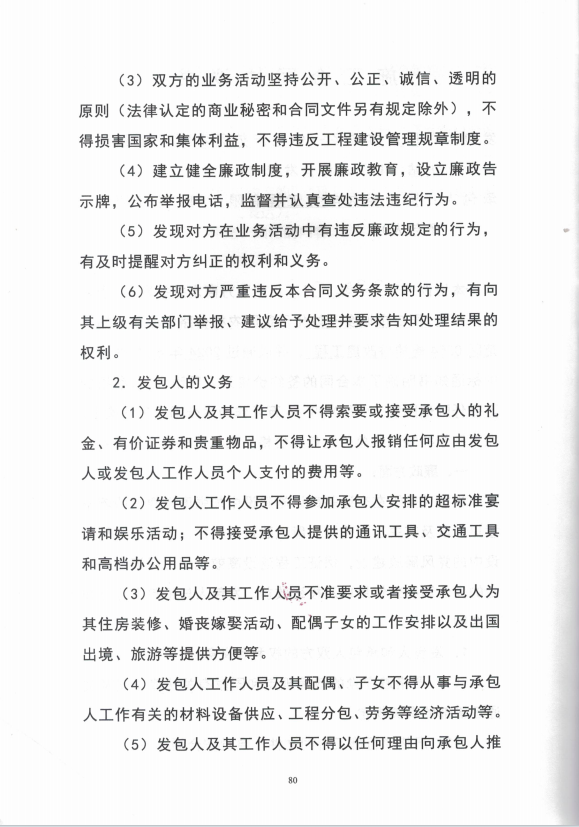 （3）双方的业务活动坚持公开、公正、诚信、透明的
原则（法律认定的商业秘密和合同文件另有规定除外），不
得损害国家和集体利益，不得违反工程建设管理规章制度。
（4）建立健全廉政制度，开展廉政教育，设立廉政告
示牌，公布举报电话，监督并认真查处违法违纪行为。
（5）发现对方在业务活动中有违反廉政规定的行为，
有及时提醒对方纠正的权利和义务。
（6）发现对方严重违反本合同义务条款的行为，有向
其上级有关部门举报、建议给予处理并要求告知处理结果的
权利。
2．发包人的义务
（1）发包人及其工作人员不得索要或接受承包人的礼
金、有价证券和贵重物品，不得让承包人报销任何应由发包
人或发包人工作人员个人支付的费用等。
（2）发包人工作人员不得参加承包人安排的超标准宴
请和娱乐活动；不得接受承包人提供的通讯工具、交通工具
和高档办公用品等。
（3）发包人及其工作人员不准要求或者接受承包人为
其住房装修、婚丧嫁娶活动、配偶子女的工作安排以及出国
出境、旅游等提供方便等。
（4）发包人工作人员及其配偶、子女不得从事与承包
人工作有关的材料设备供应、工程分包、劳务等经济活动等。
（5）发包人及其工作人员不得以任何理由向承包人推
80